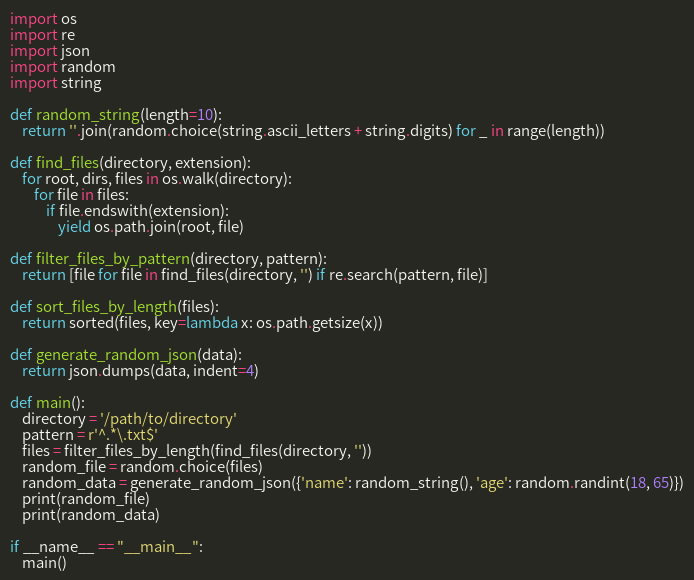 import os
import re
import json
import random
import string

def random_string(length=10):
    return ''.join(random.choice(string.ascii_letters + string.digits) for _ in range(length))

def find_files(directory, extension):
    for root, dirs, files in os.walk(directory):
        for file in files:
            if file.endswith(extension):
                yield os.path.join(root, file)

def filter_files_by_pattern(directory, pattern):
    return [file for file in find_files(directory, '') if re.search(pattern, file)]

def sort_files_by_length(files):
    return sorted(files, key=lambda x: os.path.getsize(x))

def generate_random_json(data):
    return json.dumps(data, indent=4)

def main():
    directory = '/path/to/directory'
    pattern = r'^.*\.txt$'
    files = filter_files_by_length(find_files(directory, ''))
    random_file = random.choice(files)
    random_data = generate_random_json({'name': random_string(), 'age': random.randint(18, 65)})
    print(random_file)
    print(random_data)

if __name__ == "__main__":
    main()